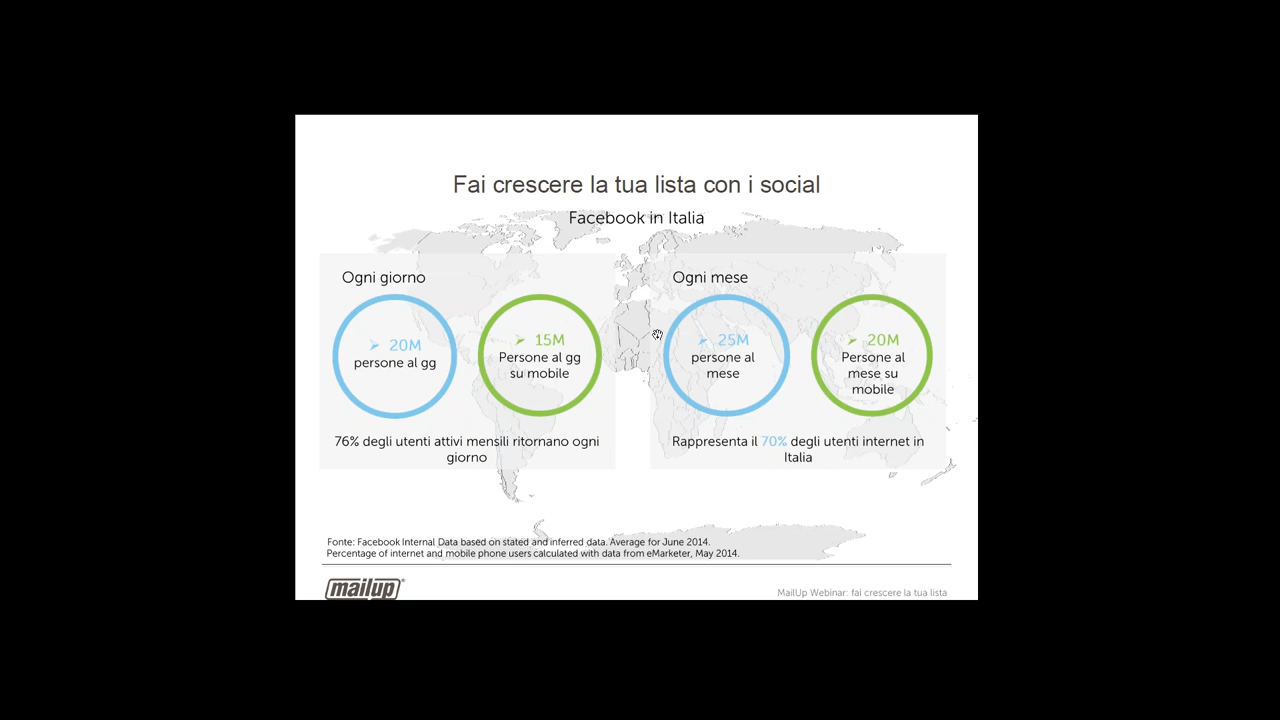 Fai crescere la tua lista con i social
Facebook in Italia
Ogni giorno
20M
persone al gg
15M
Persone al gg
su mobile
76% degli utenti attivi mensili ritornano ogni
giorno
Ogni mese
25M
persone al
mese
20M
Persone al
mese su
mobile
Rappresenta il 70% degli utenti internet in
Italia
Fonte: Facebook Internal Data based on stated and inferred data. Average for June 2014.
Percentage of internet and mobile phone users calculated with data from eMarketer, May 2014.
mailup®
MailUp Webinar: fai crescere la tua lista